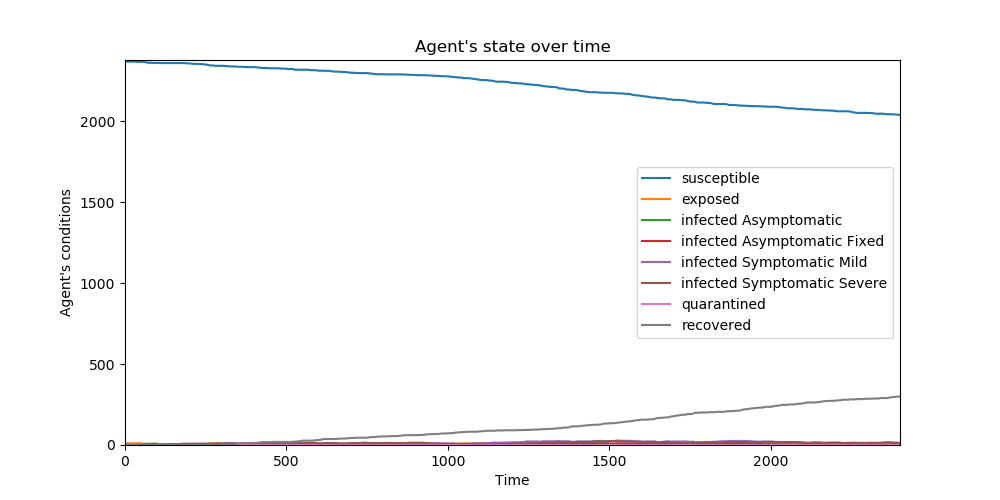 Agent's state over time
2000
1500
1000
500
0
Agent's conditions
susceptible
exposed
infected Asymptomatic
infected Asymptomatic Fixed
infected Symptomatic Mild
infected Symptomatic Severe
quarantined
recovered
0 500 1000 1500 2000
Time